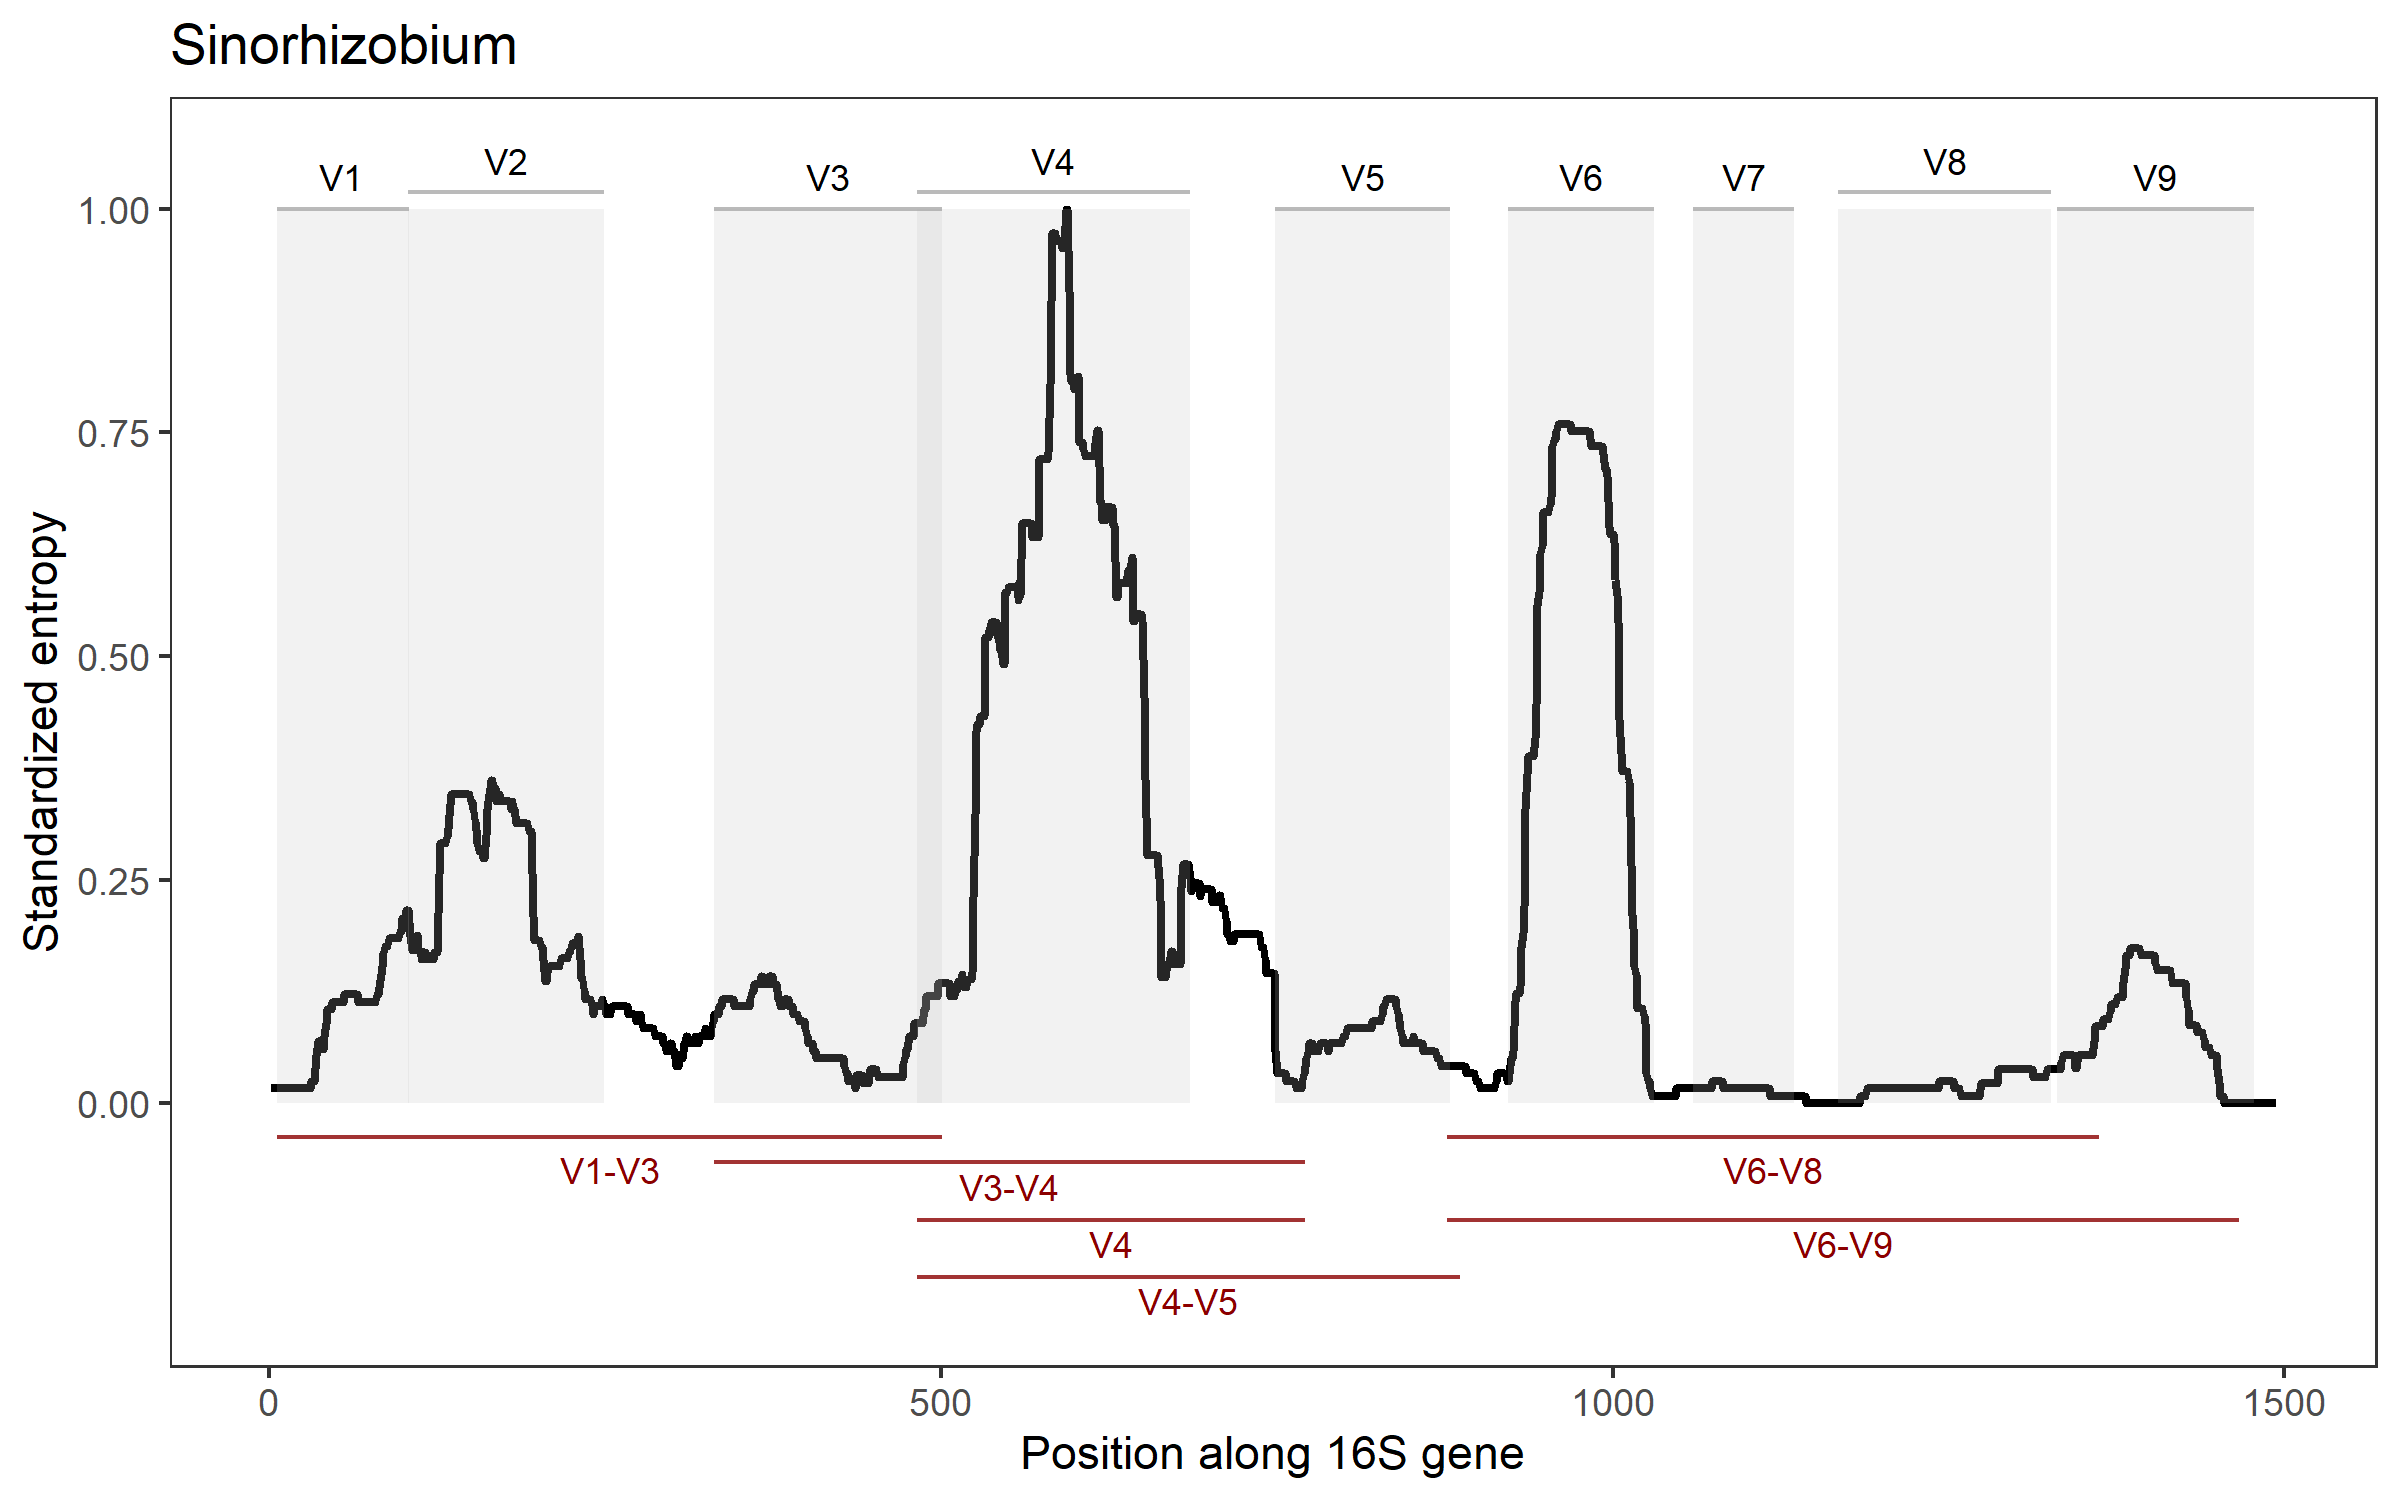 Sinorhizobium
V1
V2
V3
V4
V5
V6
V7
V8
V9
1.00
0.75
0.50
0.25
0.00
Standardized entropy
V1-V3
V3-V4
V4
V4-V5
V6-V8
V6-V9
0
500
1000
1500
Position along 16S gene